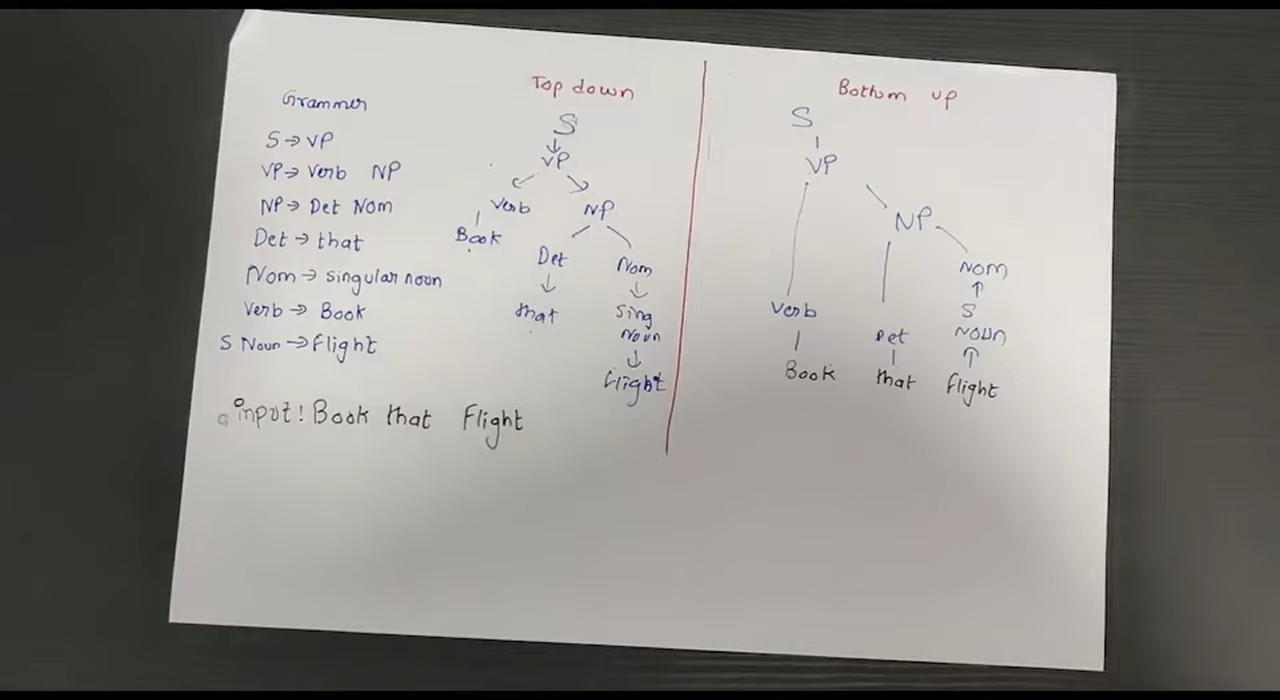 Grammer
S → VP
VP → Verb NP
NP → Det Nom
Det → that
Nom → singular noun
Verb → Book
S Noun → Flight
input: Book that Flight
Top down
S
VP
Verb NP
Book
Det Nom
that Sing
Noun
Flight
Bottum up
S
VP
NP
NOM
S
Verb NOUN
Det
Book that Flight